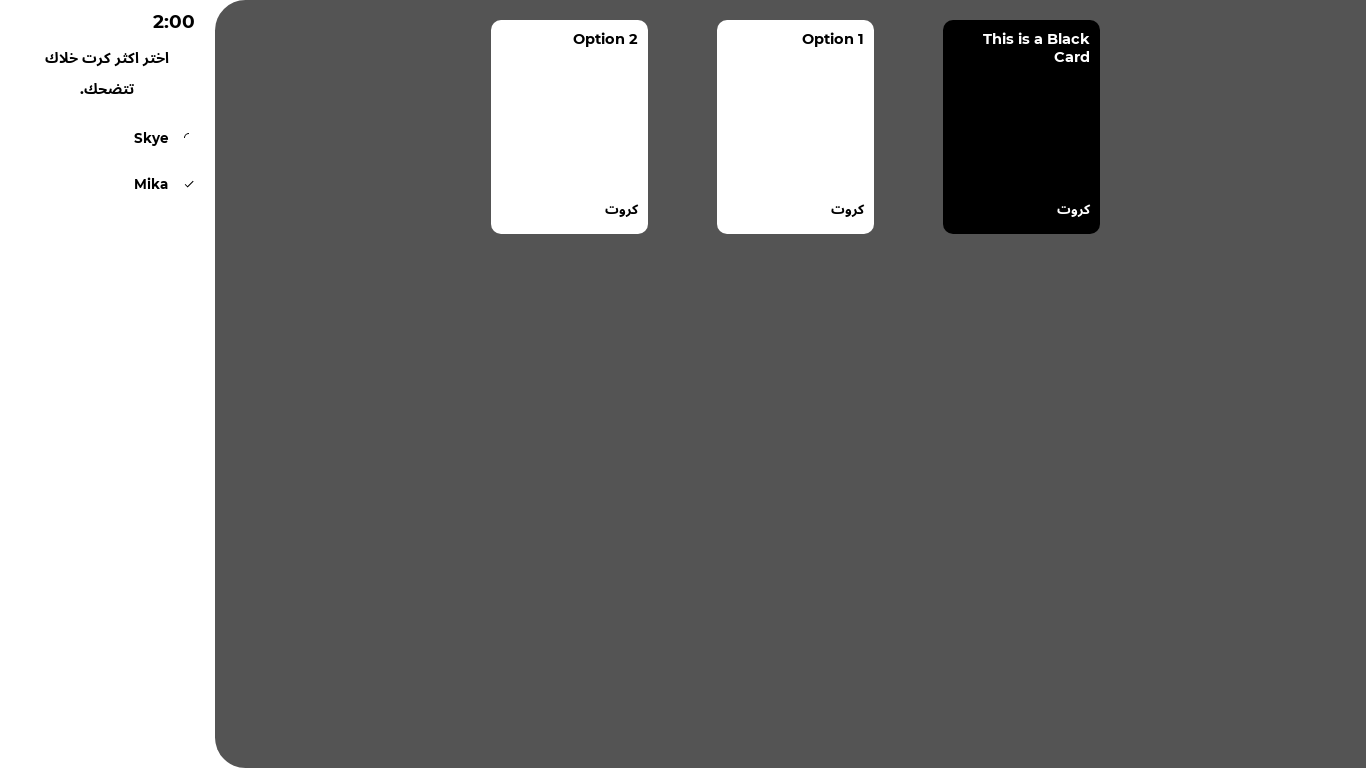 2:00
اختر اكثر كرت خلاك
تتضحك.
Skye
Mika
This is a Black
Card
كروت
Option 1
كروت
Option 2
كروت